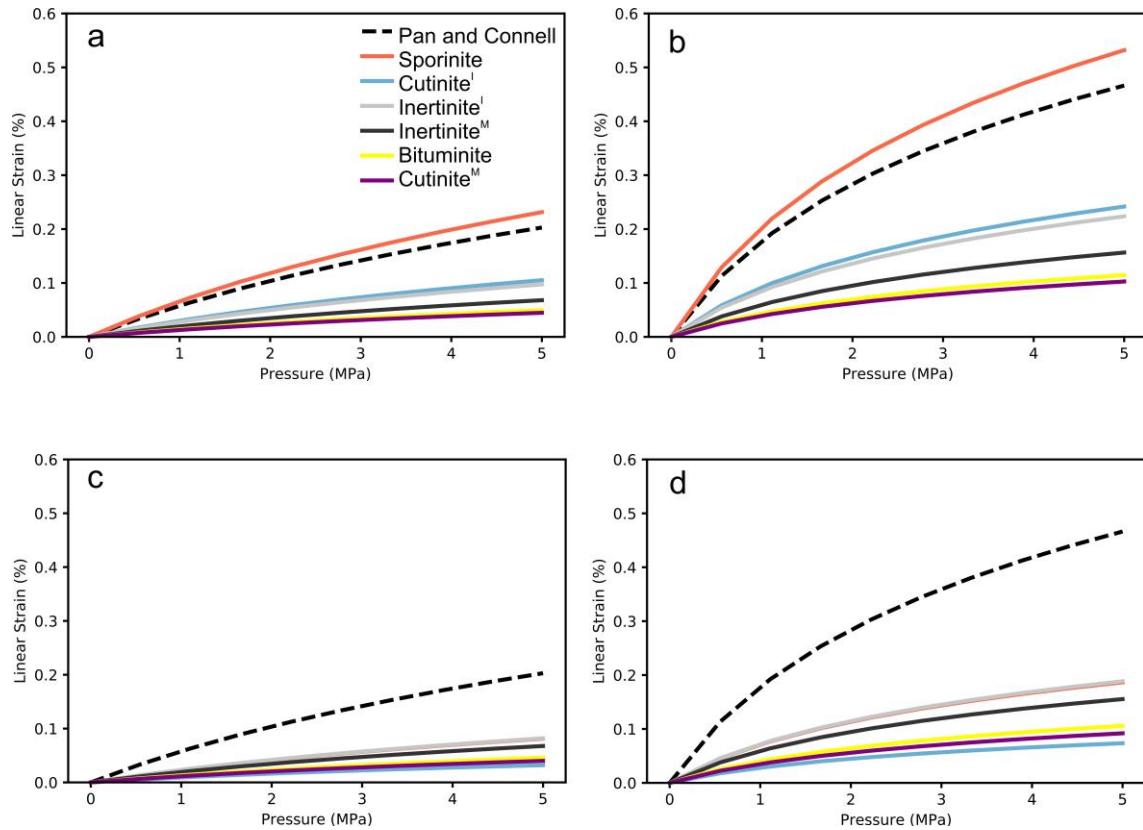 a
Pan and Connell
Sporinite
Cutinite^I
Inertinite^I
Inertinite^M
Bituminite
Cutinite^M
0.6
0.5
0.4
0.3
0.2
0.1
0.0
Linear Strain (%)
0 1 2 3 4 5
Pressure (MPa)
b
0.6
0.5
0.4
0.3
0.2
0.1
0.0
Linear Strain (%)
0 1 2 3 4 5
Pressure (MPa)
c
0.6
0.5
0.4
0.3
0.2
0.1
0.0
Linear Strain (%)
0 1 2 3 4 5
Pressure (MPa)
d
0.6
0.5
0.4
0.3
0.2
0.1
0.0
Linear Strain (%)
0 1 2 3 4 5
Pressure (MPa)